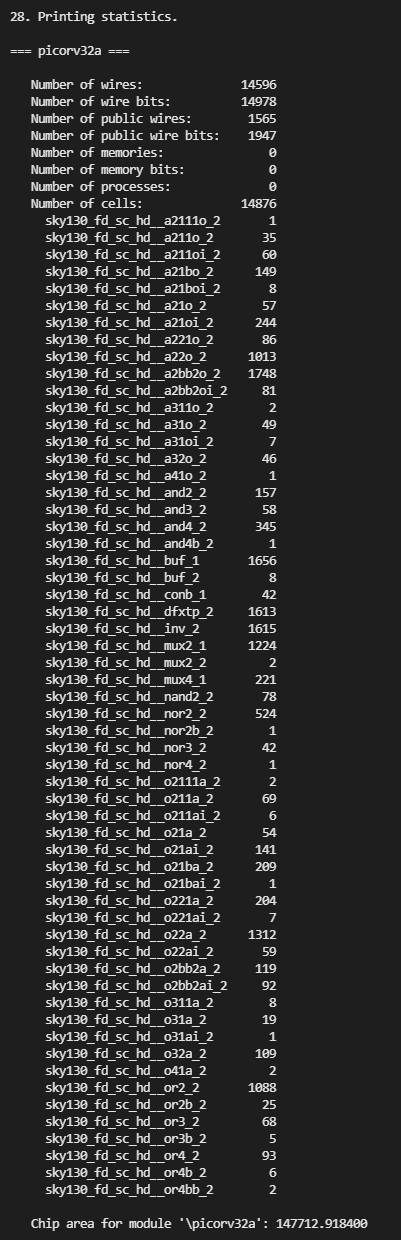 28. Printing statistics.
=== picorv32a ===
Number of wires: 14596
Number of wire bits: 14978
Number of public wires: 1565
Number of public wire bits: 1947
Number of memories: 0
Number of memory bits: 0
Number of processes: 0
Number of cells: 14876
sky130_fd_sc_hd__a2111o_2 1
sky130_fd_sc_hd__a211o_2 35
sky130_fd_sc_hd__a211oi_2 60
sky130_fd_sc_hd__a21bo_2 149
sky130_fd_sc_hd__a21boi_2 8
sky130_fd_sc_hd__a21o_2 57
sky130_fd_sc_hd__a21oi_2 244
sky130_fd_sc_hd__a221o_2 86
sky130_fd_sc_hd__a22o_2 1013
sky130_fd_sc_hd__a2bb2o_2 1748
sky130_fd_sc_hd__a2bb2oi_2 81
sky130_fd_sc_hd__a311o_2 2
sky130_fd_sc_hd__a31o_2 49
sky130_fd_sc_hd__a31oi_2 7
sky130_fd_sc_hd__a32o_2 46
sky130_fd_sc_hd__a41o_2 1
sky130_fd_sc_hd__and2_2 157
sky130_fd_sc_hd__and3_2 58
sky130_fd_sc_hd__and4_2 345
sky130_fd_sc_hd__and4b_2 1
sky130_fd_sc_hd__buf_1 1656
sky130_fd_sc_hd__buf_2 8
sky130_fd_sc_hd__conb_1 42
sky130_fd_sc_hd__dfxtp_2 1613
sky130_fd_sc_hd__inv_2 1615
sky130_fd_sc_hd__mux2_1 1224
sky130_fd_sc_hd__mux2_2 2
sky130_fd_sc_hd__mux4_1 221
sky130_fd_sc_hd__nand2_2 78
sky130_fd_sc_hd__nor2_2 524
sky130_fd_sc_hd__nor2b_2 1
sky130_fd_sc_hd__nor3_2 42
sky130_fd_sc_hd__nor4_2 1
sky130_fd_sc_hd__o2111a_2 2
sky130_fd_sc_hd__o211a_2 69
sky130_fd_sc_hd__o211ai_2 6
sky130_fd_sc_hd__o21a_2 54
sky130_fd_sc_hd__o21ai_2 141
sky130_fd_sc_hd__o21ba_2 209
sky130_fd_sc_hd__o21bai_2 1
sky130_fd_sc_hd__o221a_2 204
sky130_fd_sc_hd__o221ai_2 7
sky130_fd_sc_hd__o22a_2 1312
sky130_fd_sc_hd__o22ai_2 59
sky130_fd_sc_hd__o2bb2a_2 119
sky130_fd_sc_hd__o2bb2ai_2 92
sky130_fd_sc_hd__o311a_2 8
sky130_fd_sc_hd__o31a_2 19
sky130_fd_sc_hd__o31ai_2 1
sky130_fd_sc_hd__o32a_2 109
sky130_fd_sc_hd__o41a_2 2
sky130_fd_sc_hd__or2_2 1088
sky130_fd_sc_hd__or2b_2 25
sky130_fd_sc_hd__or3_2 68
sky130_fd_sc_hd__or3b_2 5
sky130_fd_sc_hd__or4_2 93
sky130_fd_sc_hd__or4b_2 6
sky130_fd_sc_hd__or4bb_2 2
Chip area for module '\picorv32a': 147712.918400